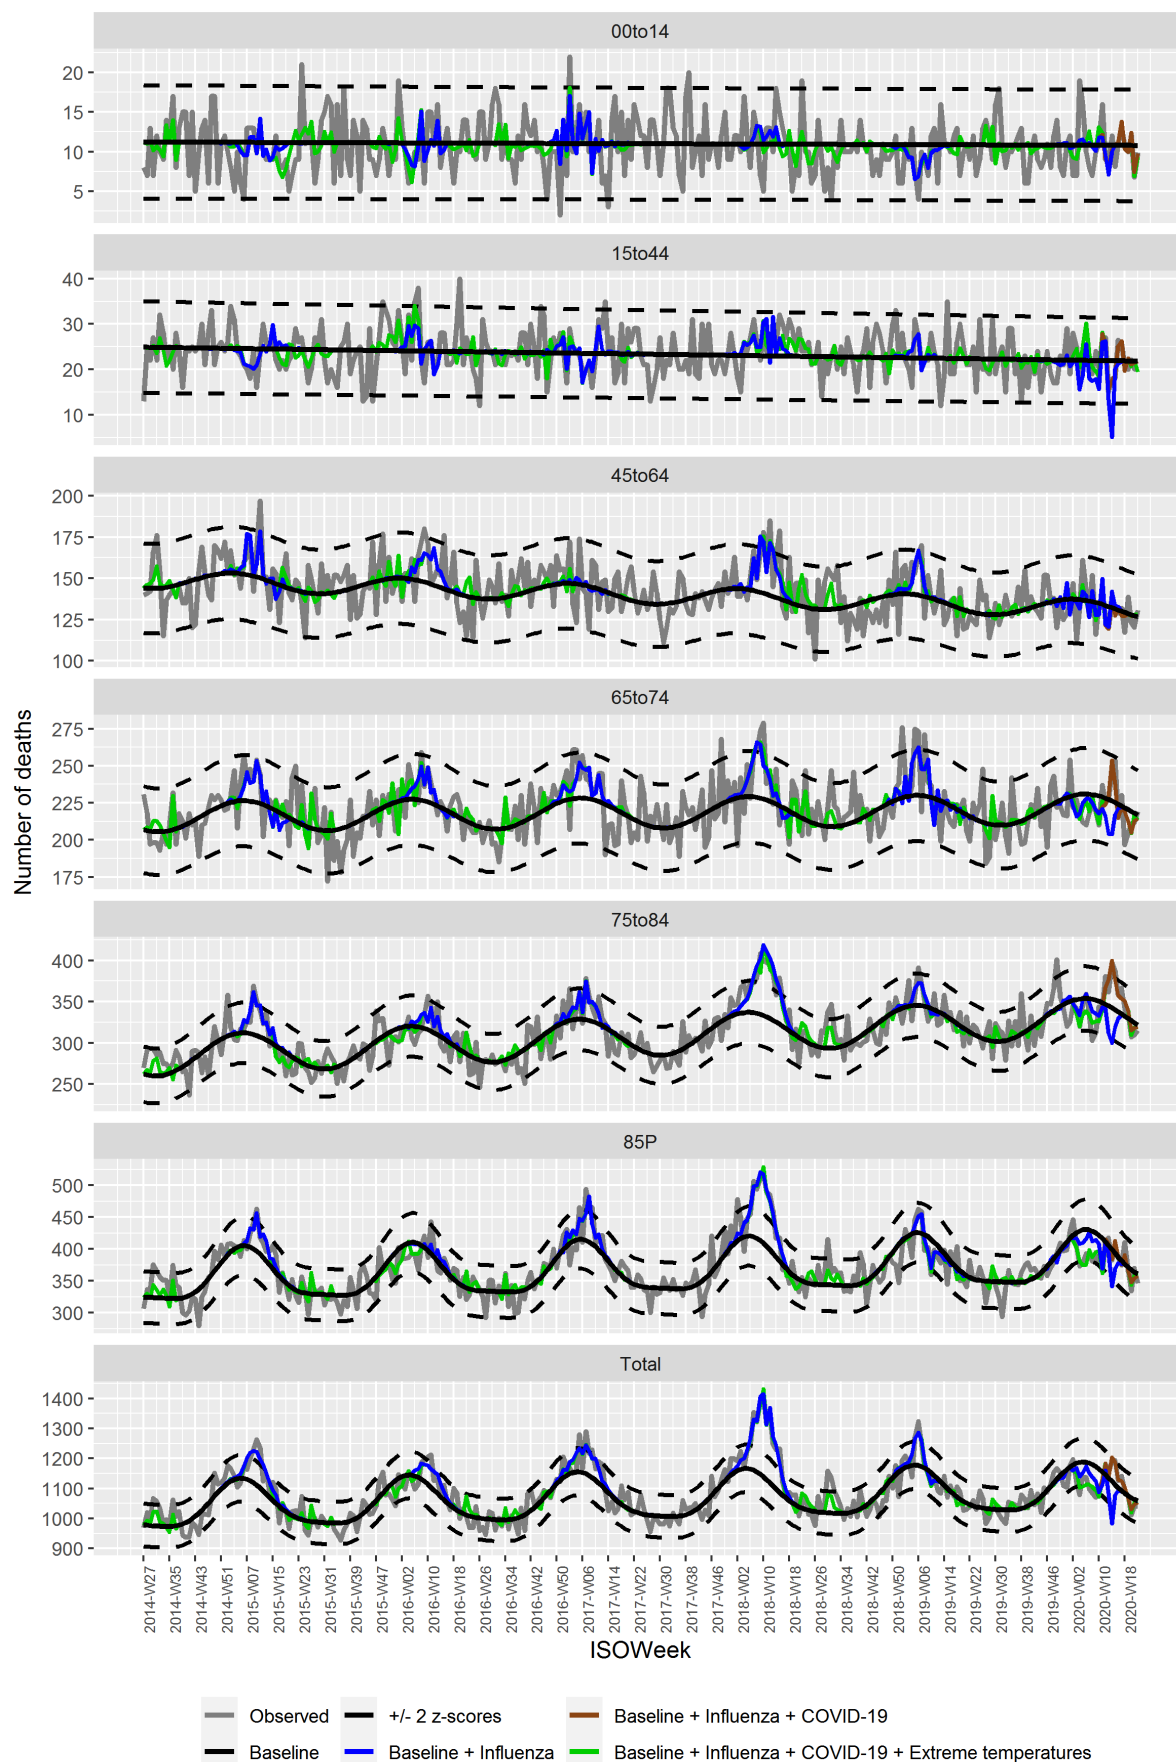 00to14
20
15
10
5
15to44
40
30
20
10
45to64
200
175
150
125
100
65to74
275
250
225
200
175
75to84
400
350
300
250
85P
500
450
400
350
300
Total
1400
1300
1200
1100
1000
900
Number of deaths
2014-W27
2014-W35
2014-W43
2014-W51
2015-W07
2015-W15
2015-W23
2015-W31
2015-W39
2015-W47
2016-W02
2016-W10
2016-W18
2016-W26
2016-W34
2016-W42
2016-W50
2017-W06
2017-W14
2017-W22
2017-W30
2017-W38
2017-W46
2018-W02
2018-W10
2018-W18
2018-W26
2018-W34
2018-W42
2018-W50
2019-W06
2019-W14
2019-W22
2019-W30
2019-W38
2019-W46
2020-W02
2020-W10
2020-W18
ISOWeek
Observed +/- 2 z-scores Baseline + Influenza + COVID-19
Baseline Baseline + Influenza Baseline + Influenza + COVID-19 + Extreme temperatures